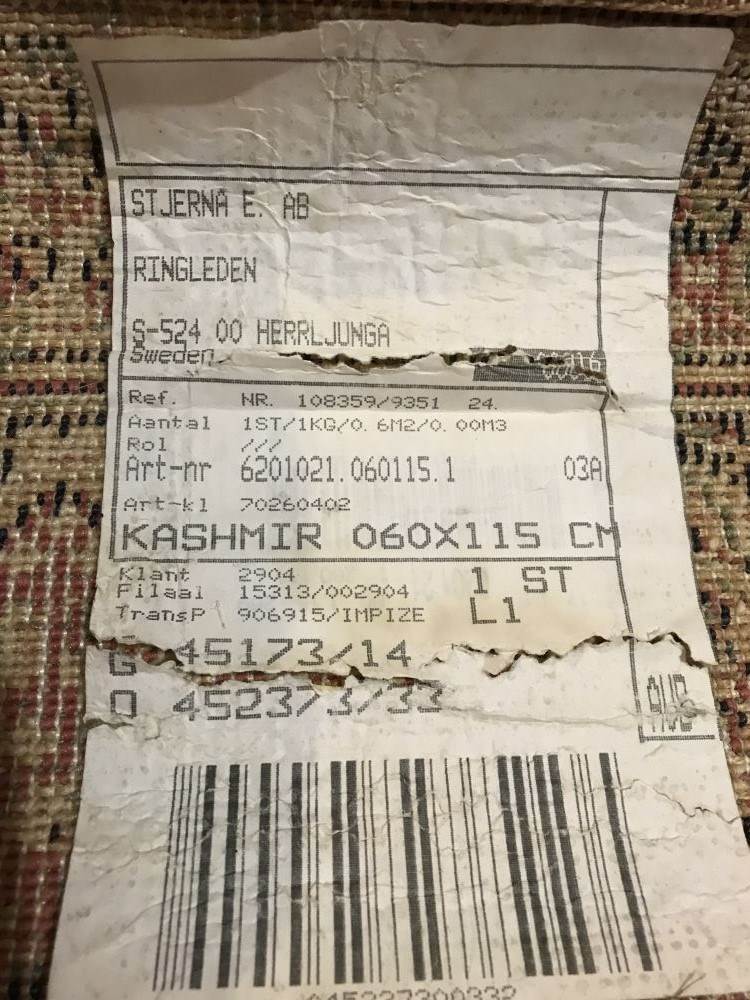 STJERNA E. AB
RINGLEDEN
S-524 00 HERRLJUNGA
Sweden
Ref. NR. 108359/9351 24.
Aantal 1ST/1KG/0. 6M2/0. 00M3
Rol ///
Art-nr 6201021.060115.1 03A
Art-kl 70260402
KASHMIR 060X115 CM
Klant 2904
Filaal 15313/002904 1 ST
TransP 906915/IMPIZE L1
G 45173/14
O 452373/33
AUB